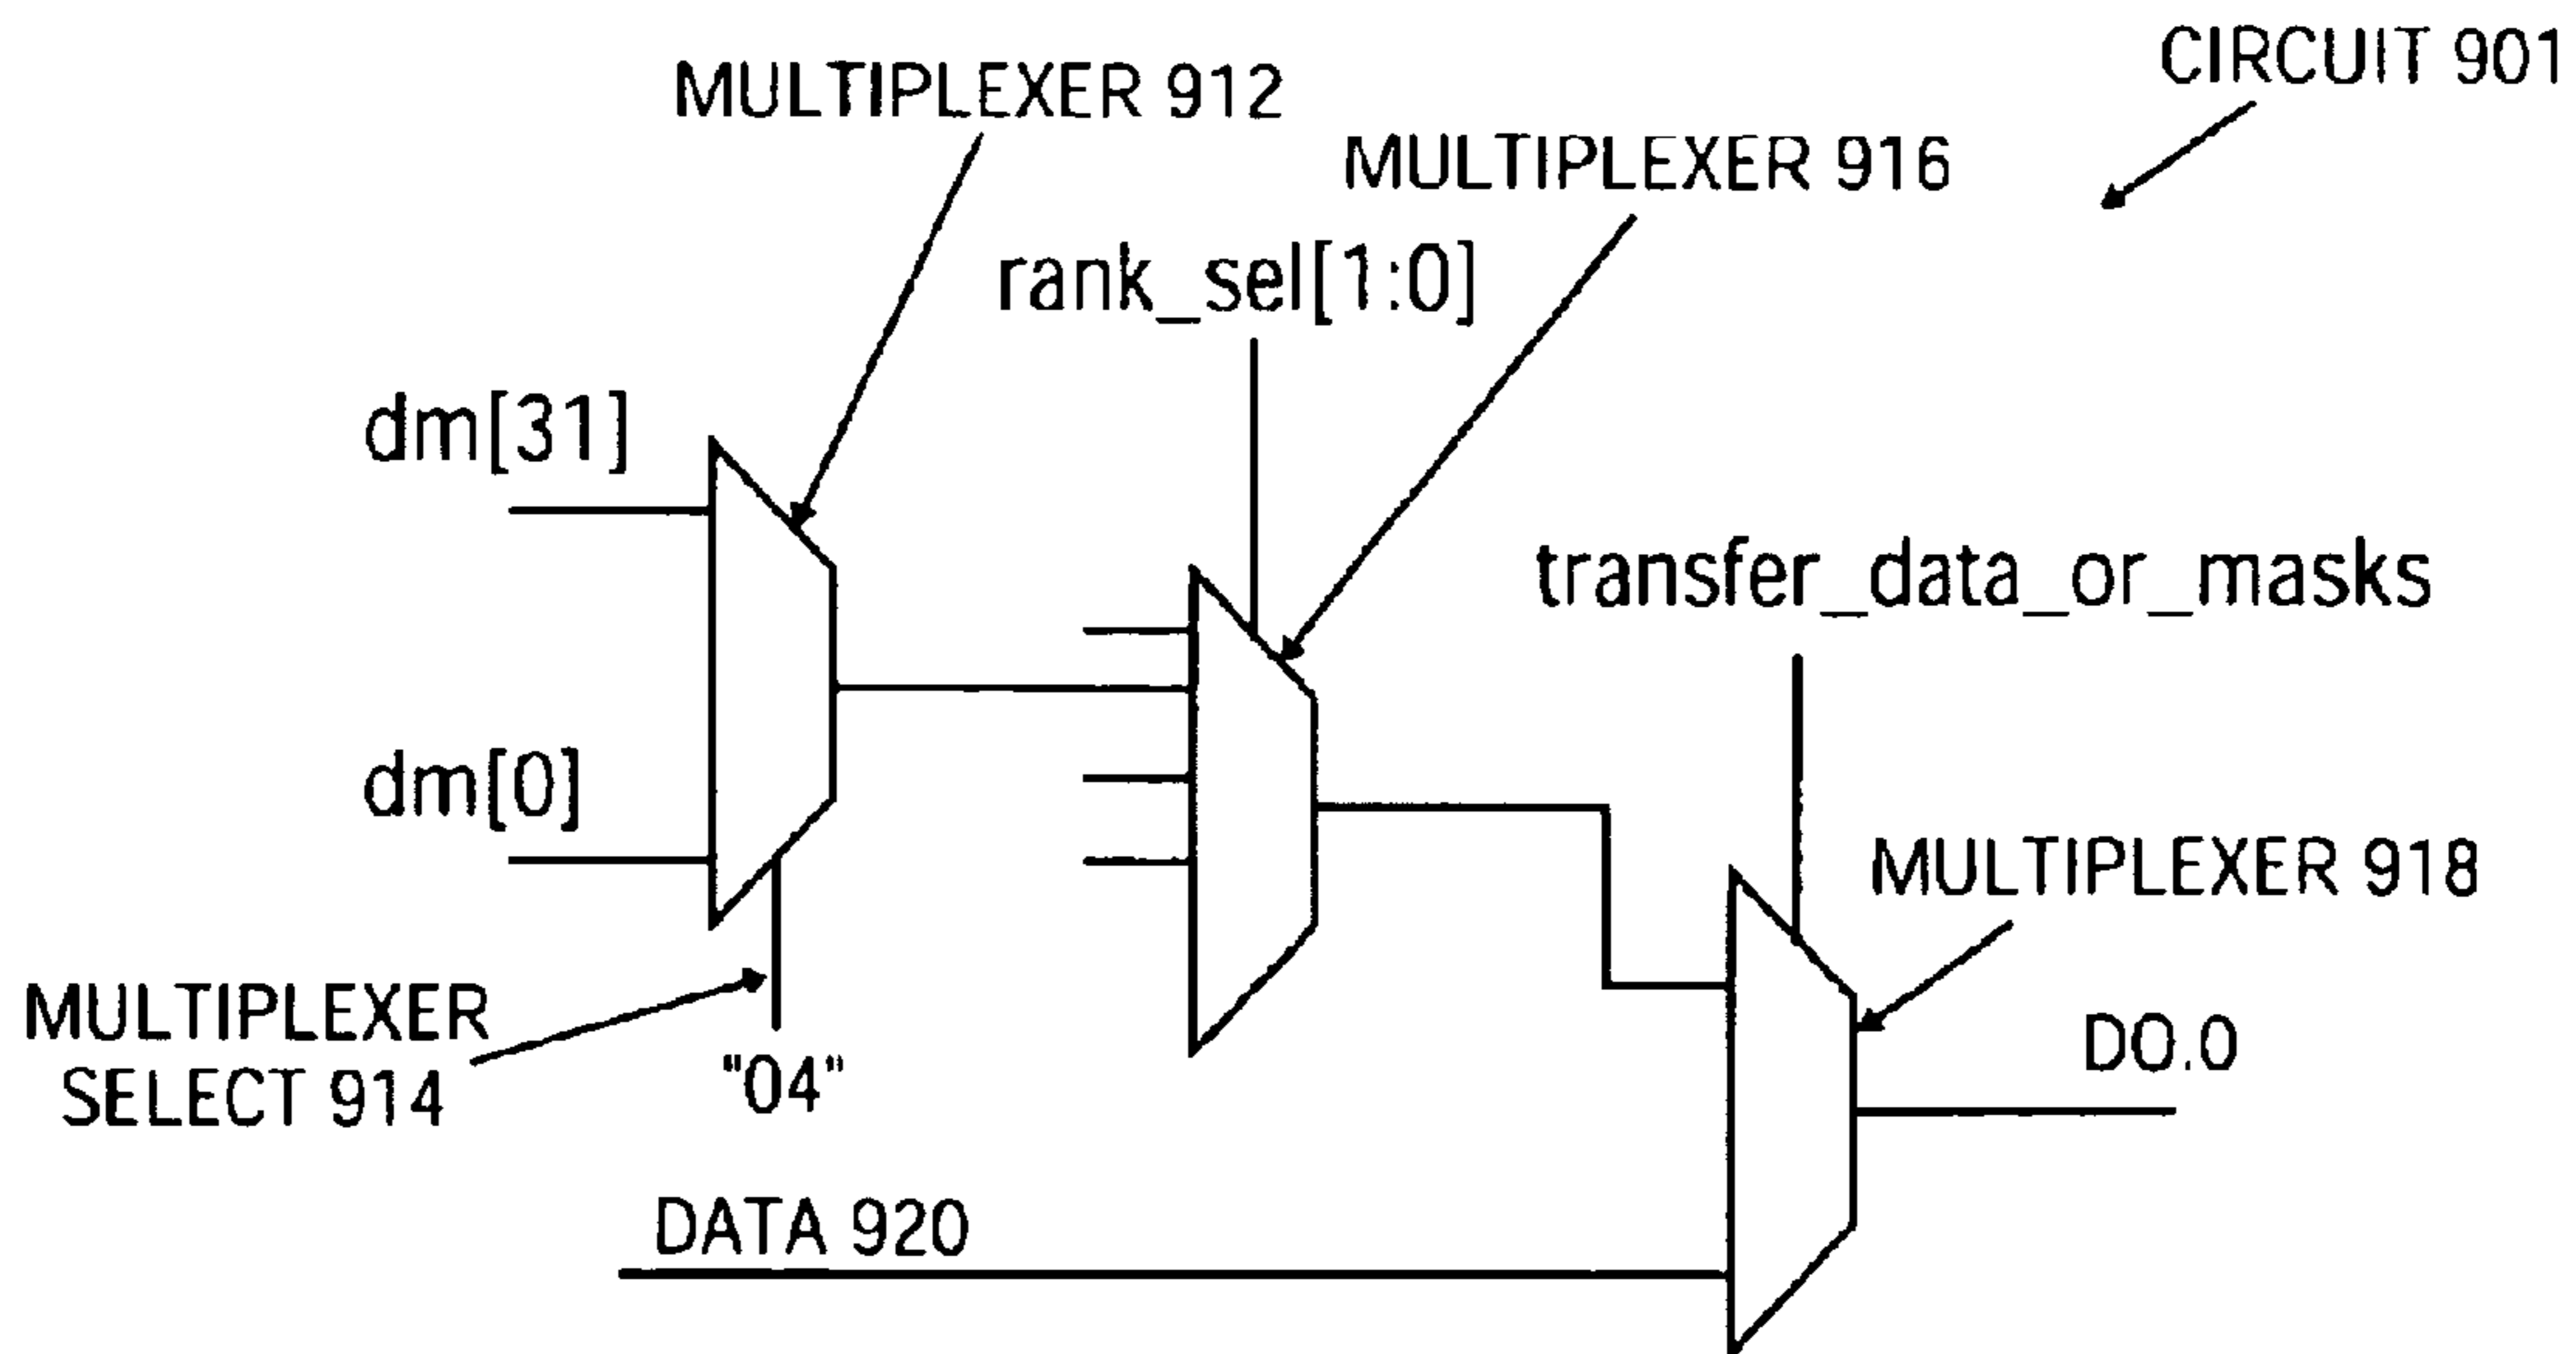 CIRCUIT 901
MULTIPLEXER 912
MULTIPLEXER 916
rank_sel[1:0]
dm[31]
transfer_data_or_masks
dm[0]
MULTIPLEXER 918
MULTIPLEXER
SELECT 914
"04"
DO.0
DATA 920